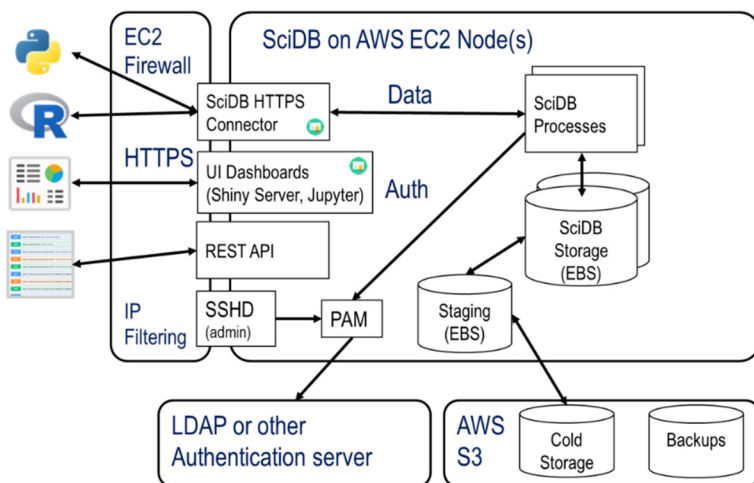 EC2
Firewall
SciDB on AWS EC2 Node(s)
SciDB HTTPS
Connector
Data
SciDB
Processes
R
HTTPS
UI Dashboards
(Shiny Server, Jupyter)
Auth
REST API
SciDB
Storage
(EBS)
IP
Filtering
SSHD
(admin)
PAM
Staging
(EBS)
LDAP or other
Authentication server
AWS
S3
Cold
Storage
Backups